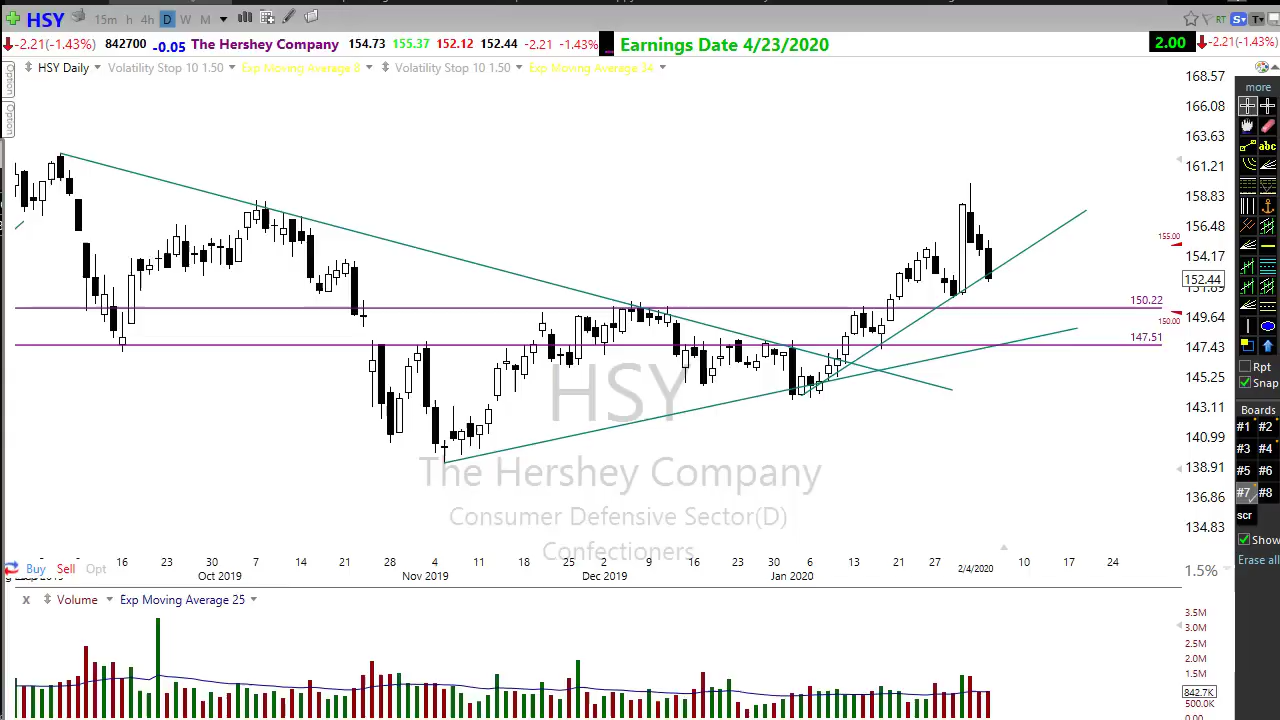 HSY 15m h 4h D W M RT S T
-2.21(-1.43%) 842700 -0.05 The Hershey Company 154.73 155.37 152.12 152.44 -2.21 -1.43% Earnings Date 4/23/2020 2.00 -2.21(-1.43%)
Option HSY Daily Volatility Stop 10 1.50 Exp Moving Average 8 Volatility Stop 10 1.50 Exp Moving Average 34
Option
168.57
166.08
163.63
161.21
158.83
156.48
155.00
154.17
152.44
150.22
150.00
149.64
147.51
147.43
145.25
143.11
140.99
138.91
136.86
134.83
HSY
The Hershey Company
Consumer Defensive Sector(D)
Confectioners
more
abc
Rpt
Snap
Boards
#1 #2
#3 #4
#5 #6
#7 #8
scr
Show
Erase all
16 23 30 7 14 21 28 4 11 18 25 2 9 16 23 30 6 13 21 27 10 17 24
Buy Sell Opt Oct 2019 Nov 2019 Dec 2019 Jan 2020 2/4/2020 1.5%
x Volume Exp Moving Average 25
3.5M
3.0M
2.5M
2.0M
1.5M
842.7K
500.0K
0.00